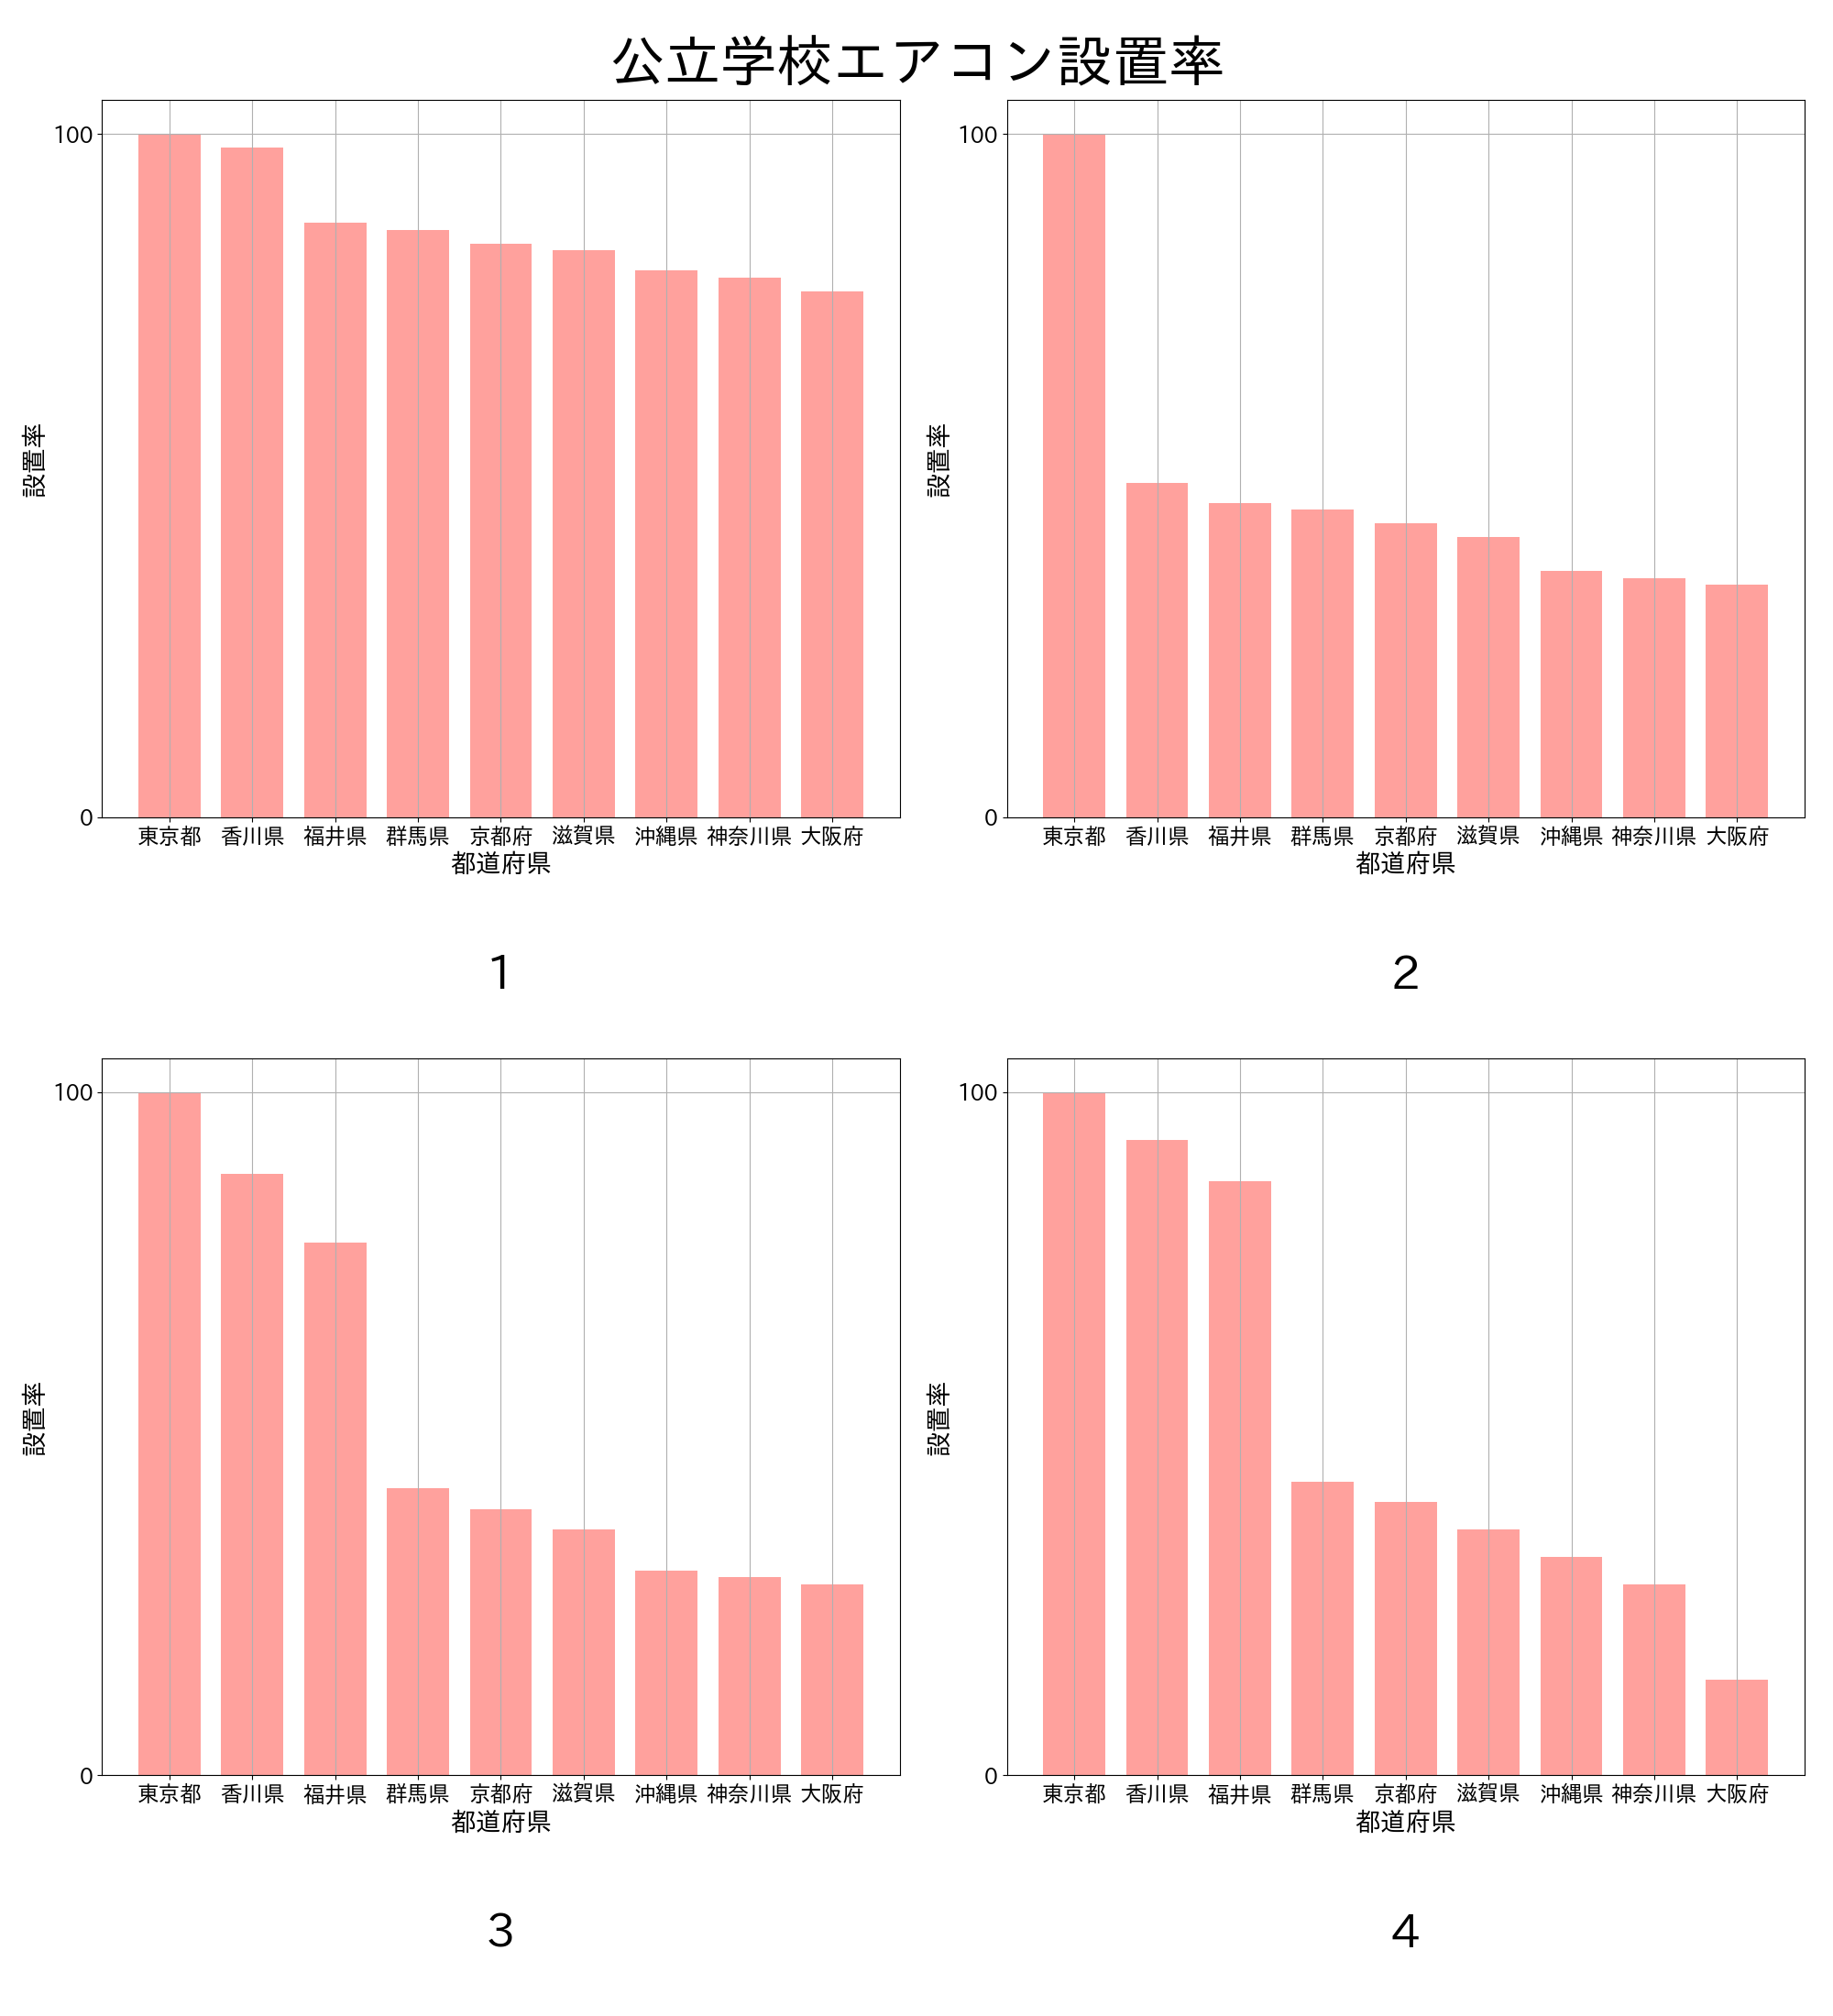 公立学校エアコン設置率
100
0
設置率
東京都 香川県 福井県 群馬県 京都府 滋賀県 沖縄県 神奈川県 大阪府
都道府県
1
100
0
設置率
東京都 香川県 福井県 群馬県 京都府 滋賀県 沖縄県 神奈川県 大阪府
都道府県
2
100
0
設置率
東京都 香川県 福井県 群馬県 京都府 滋賀県 沖縄県 神奈川県 大阪府
都道府県
3
100
0
設置率
東京都 香川県 福井県 群馬県 京都府 滋賀県 沖縄県 神奈川県 大阪府
都道府県
4